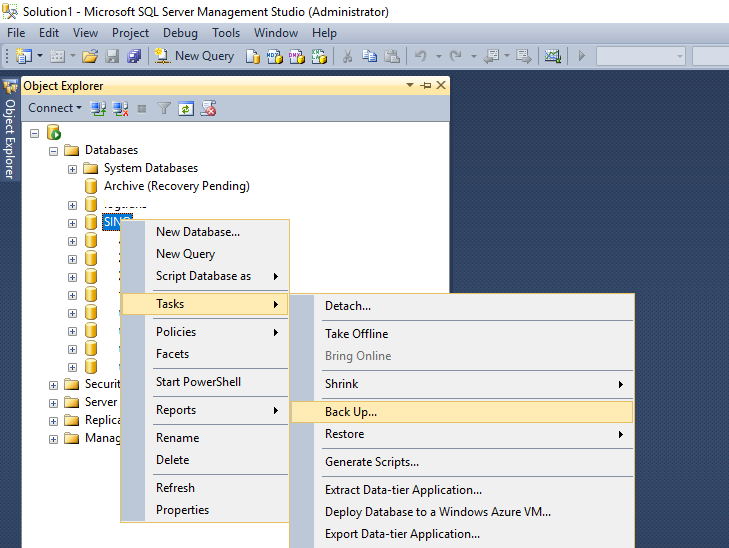 Solution1 - Microsoft SQL Server Management Studio (Administrator)
File Edit View Project Debug Tools Window Help
New Query
Object Explorer
Object Explorer
Connect
Databases
System Databases
Archive (Recovery Pending)
New Database...
New Query
Script Database as
Tasks
Policies
Facets
Start PowerShell
Reports
Rename
Delete
Refresh
Properties
Detach...
Take Offline
Bring Online
Shrink
Back Up...
Restore
Generate Scripts...
Extract Data-tier Application...
Deploy Database to a Windows Azure VM...
Export Data-tier Application...
Securit
Server
Replica
Manag